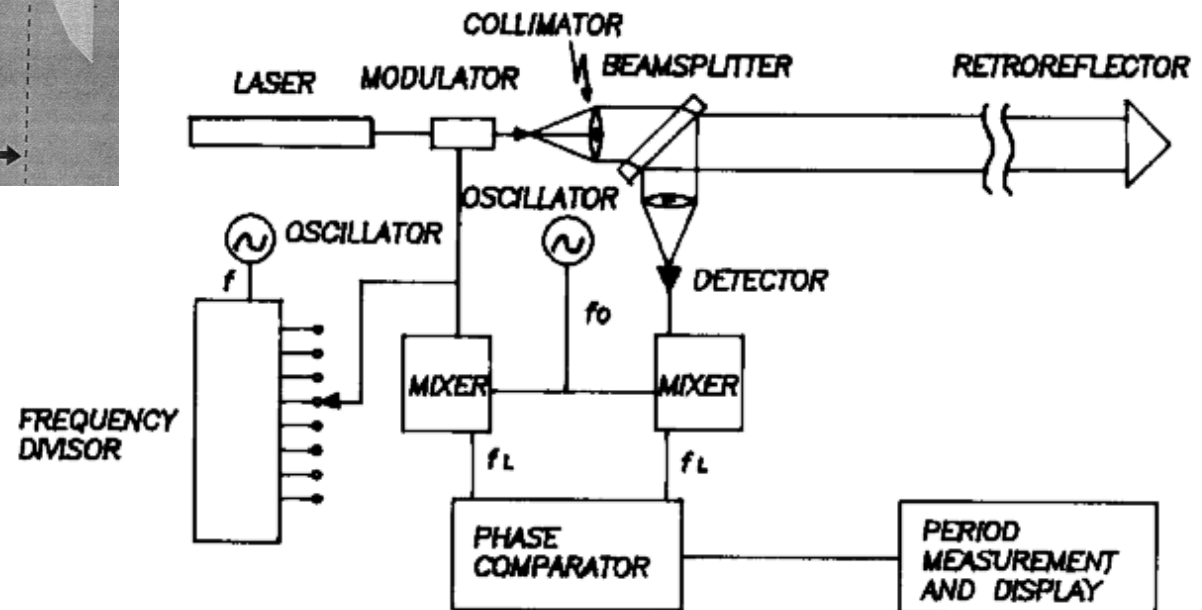 COLLIMATOR
BEAMSPLITTER
RETROREFLECTOR
LASER
MODULATOR
OSCILLATOR
OSCILLATOR
f
fo
DETECTOR
MIXER
MIXER
FREQUENCY
DIVISOR
fL
fL
PHASE
COMPARATOR
PERIOD
MEASUREMENT
AND DISPLAY